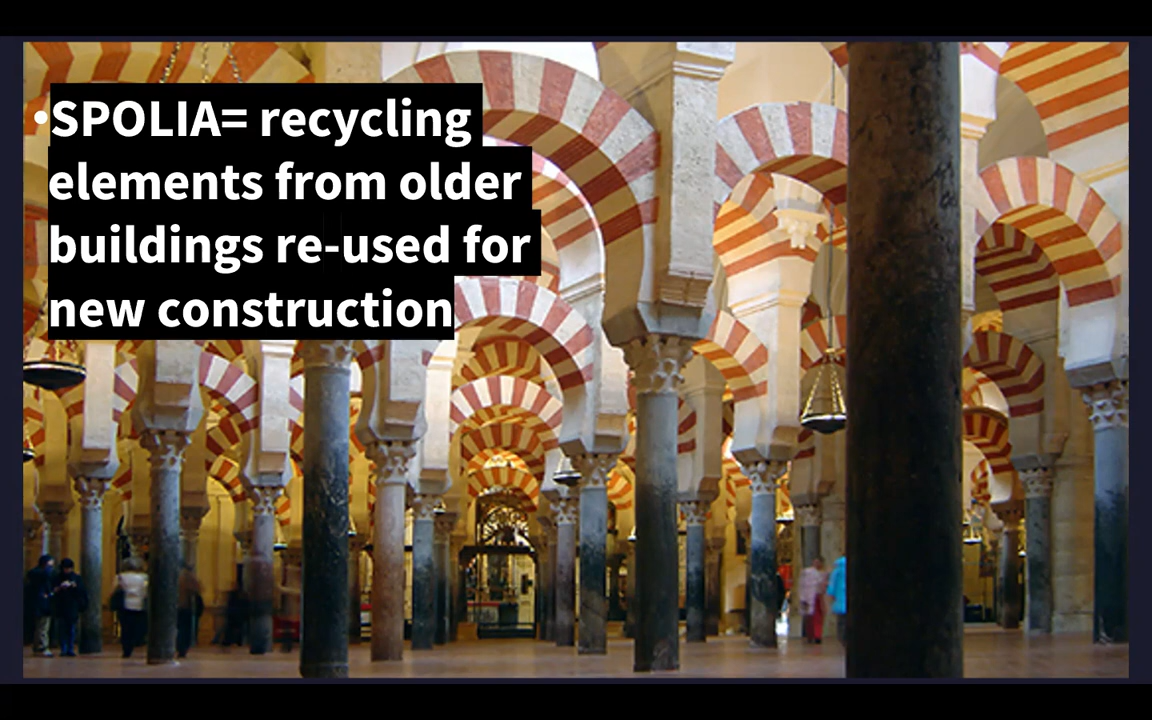 •SPOLIA= recycling
elements from older
buildings re-used for
new construction